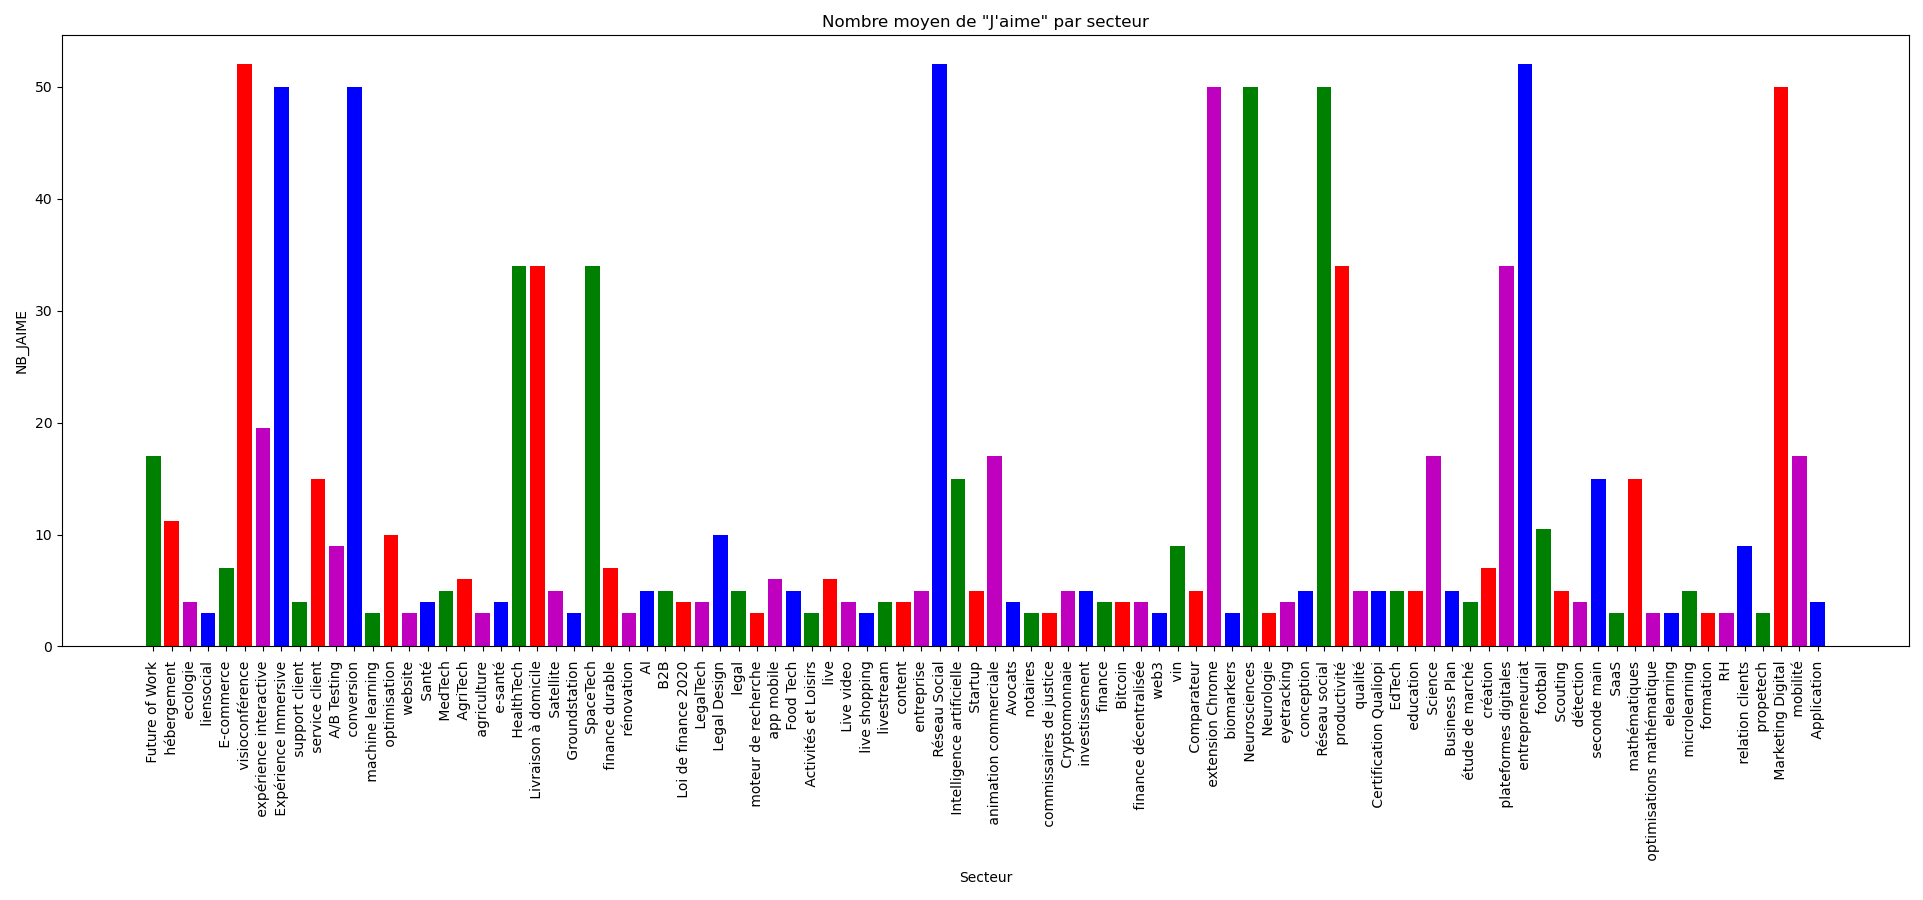 Nombre moyen de "J'aime" par secteur
NB_JAIME
50
40
30
20
10
0
Future of Work
hébergement
ecologie
liensocial
E-commerce
visioconférence
expérience interactive
Expérience Immersive
support client
service client
A/B Testing
conversion
machine learning
optimisation
website
Santé
MedTech
AgriTech
agriculture
e-santé
HealthTech
Livraison à domicile
Satellite
Groundstation
SpaceTech
finance durable
rénovation
AI
B2B
Loi de finance 2020
LegalTech
Legal Design
legal
moteur de recherche
app mobile
Food Tech
Activités et Loisirs
live
Live video
live shopping
livestream
content
entreprise
Réseau Social
Intelligence artificielle
Startup
animation commerciale
Avocats
notaires
commissaires de justice
Cryptomonnaie
investissement
finance
Bitcoin
finance décentralisée
web3
vin
Comparateur
extension Chrome
biomarkers
Neurosciences
Neurologie
eyetracking
conception
Réseau social
productivité
qualité
Certification Qualiopi
EdTech
education
Science
Business Plan
étude de marché
création
plateformes digitales
entrepreneuriat
football
Scouting
détection
seconde main
SaaS
mathématiques
optimisations mathématique
elearning
microlearning
formation
RH
relation clients
propetech
Marketing Digital
mobilité
Application
Secteur